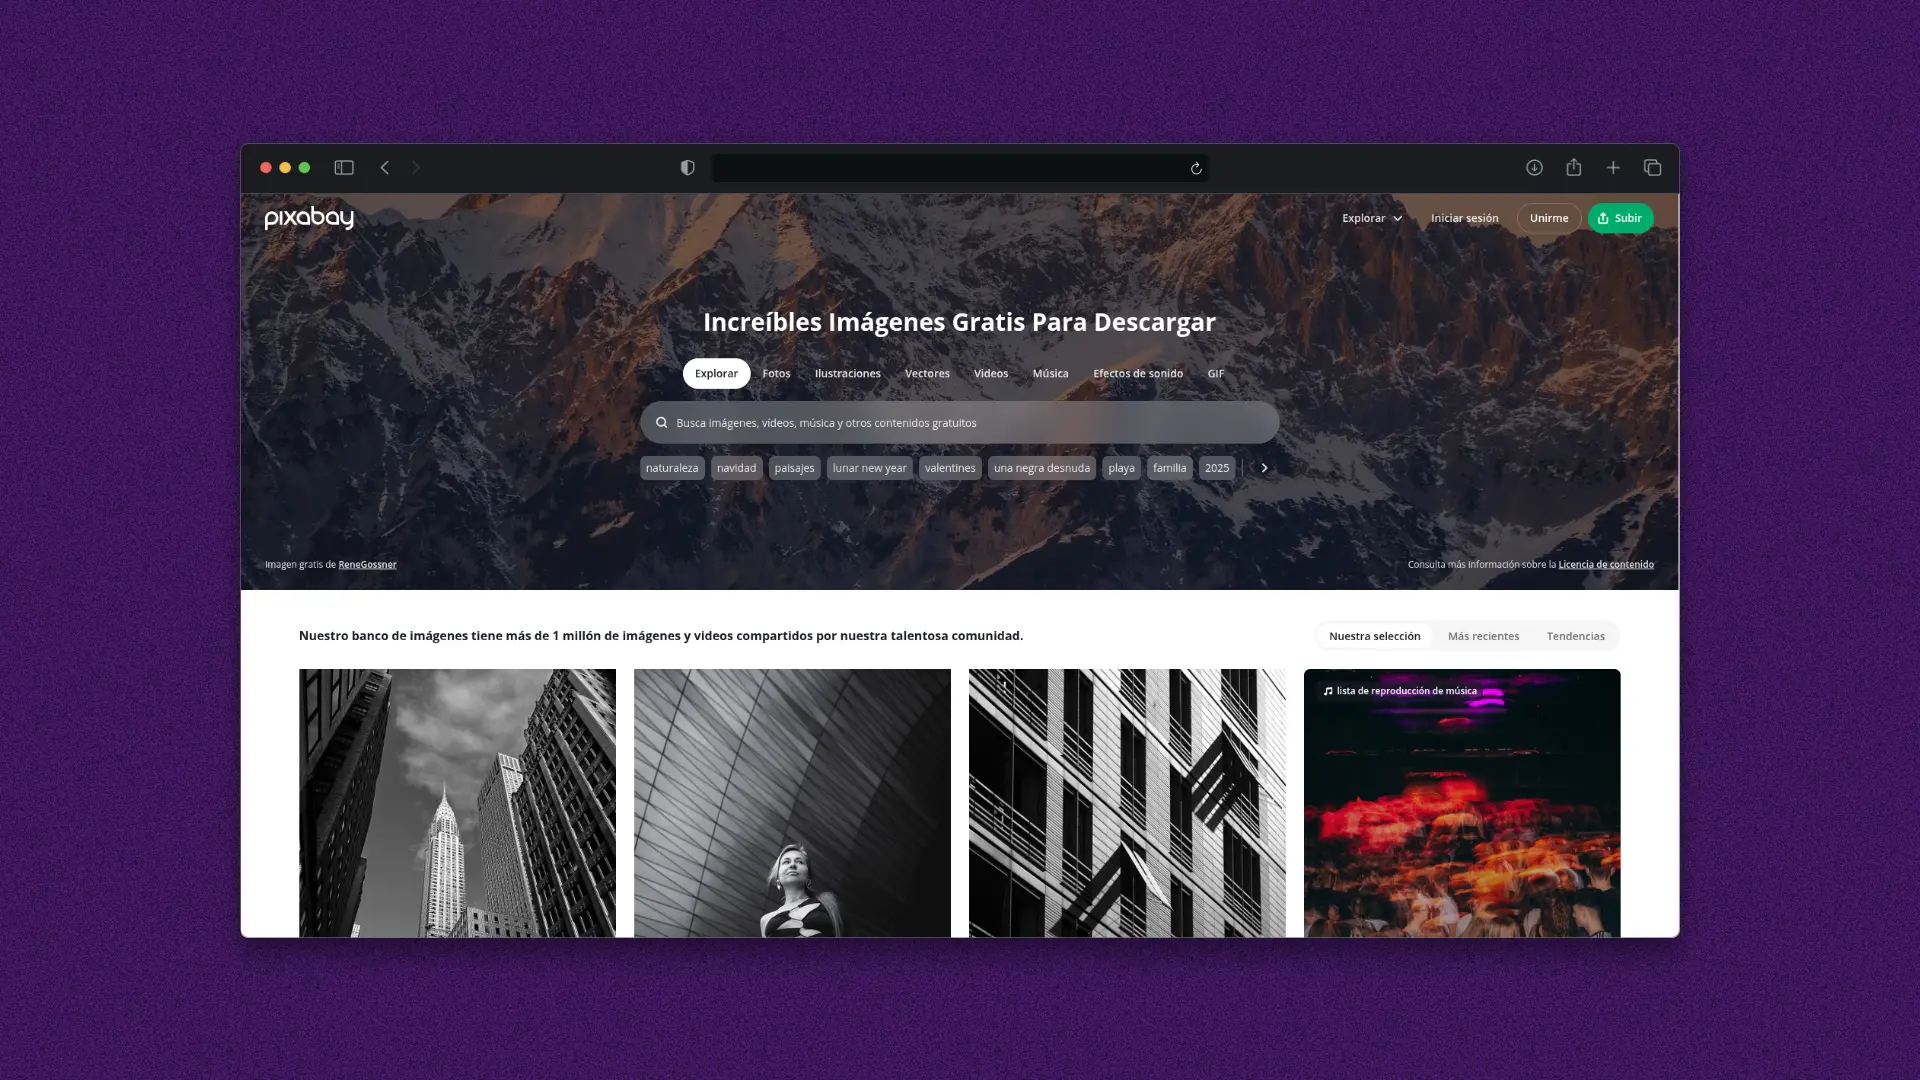 pixabay
Explorar
Iniciar sesión
Unirme
Subir
Increíbles Imágenes Gratis Para Descargar
Explorar
Fotos
Ilustraciones
Vectores
Videos
Música
Efectos de sonido
GIF
Busca imágenes, vídeos, música y otros contenidos gratuitos
naturaleza
navidad
paisajes
lunar new year
valentines
una negra desnuda
playa
familia
2025
Imagen gratis de ReneGossner
Consulta más información sobre la Licencia de contenido
Nuestro banco de imágenes tiene más de 1 millón de imágenes y videos compartidos por nuestra talentosa comunidad.
Nuestra selección
Más recientes
Tendencias
lista de reproducción de música